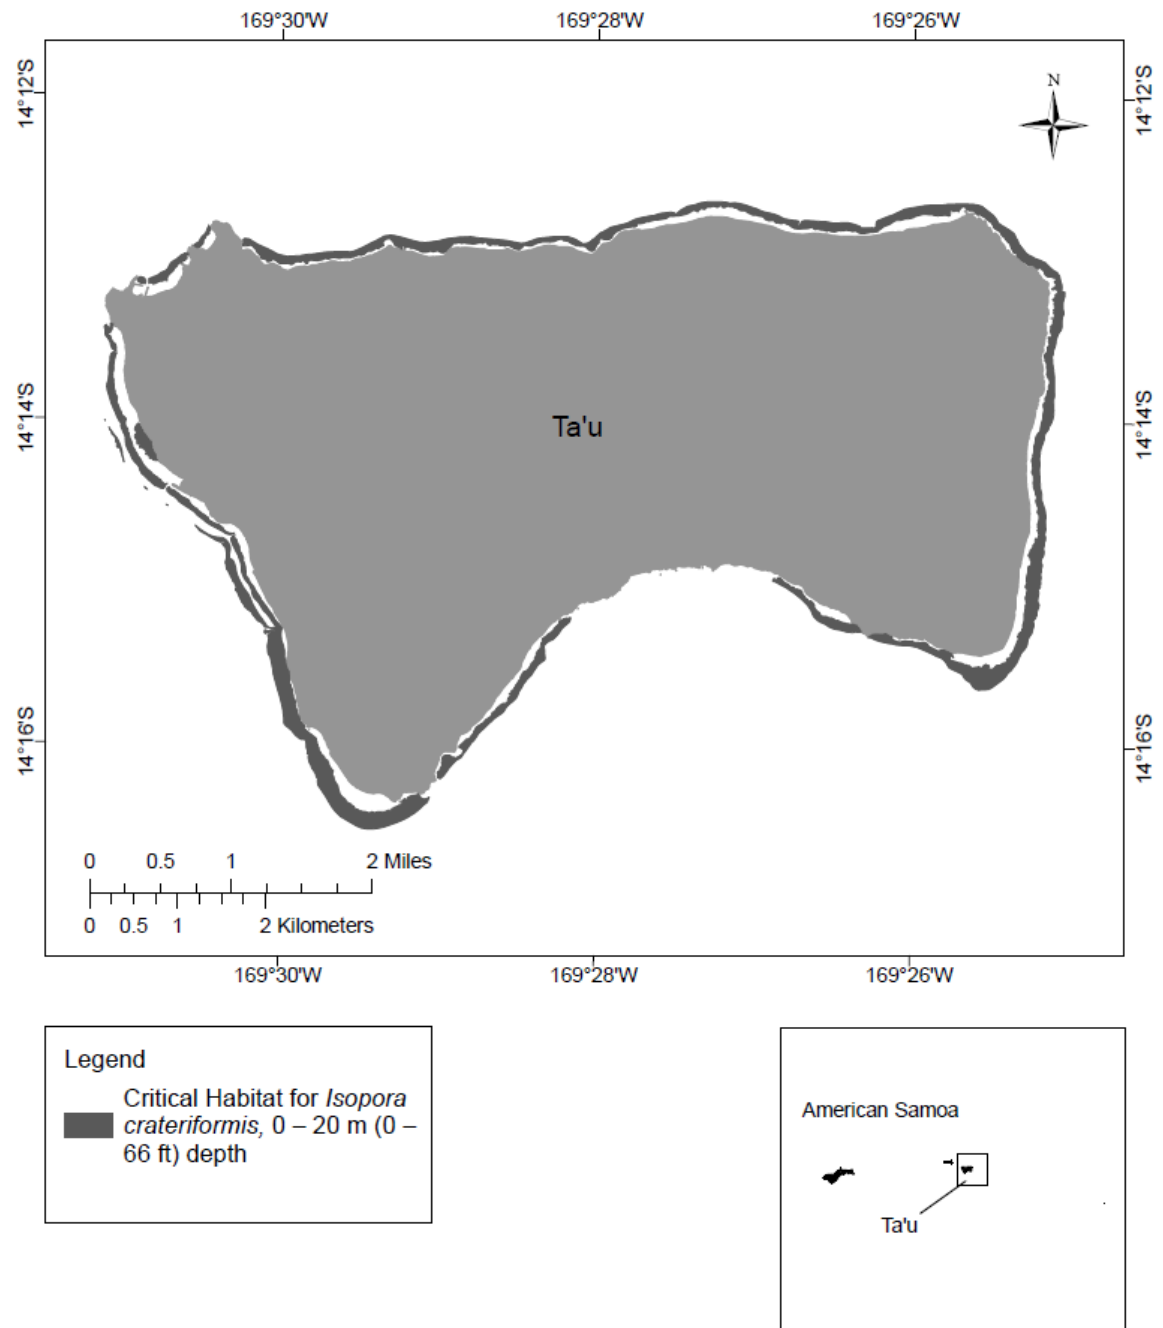 169°30'W 169°28'W 169°26'W
N
14°12'S 14°12'S
14°14'S 14°14'S
Ta'u
14°16'S 14°16'S
0 0.5 1 2 Miles
0 0.5 1 2 Kilometers
169°30'W 169°28'W 169°26'W
Legend
Critical Habitat for Isopora
crateriformis, 0 – 20 m (0 –
66 ft) depth
American Samoa
Ta'u